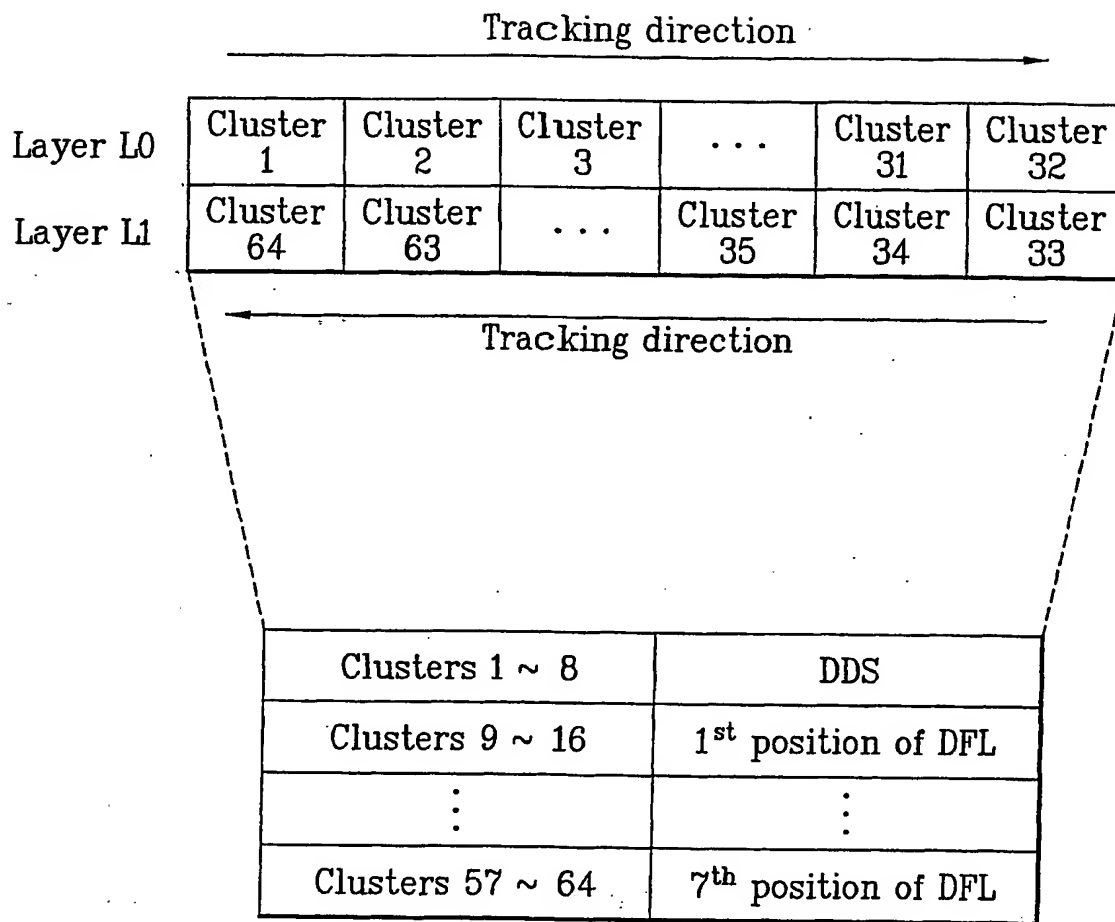 Tracking direction
Layer L0
Cluster 1
Cluster 2
Cluster 3
...
Cluster 31
Cluster 32
Layer L1
Cluster 64
Cluster 63
...
Cluster 35
Cluster 34
Cluster 33
Tracking direction
Clusters 1 ~ 8
DDS
Clusters 9 ~ 16
1st position of DFL
⋮
⋮
Clusters 57 ~ 64
7th position of DFL